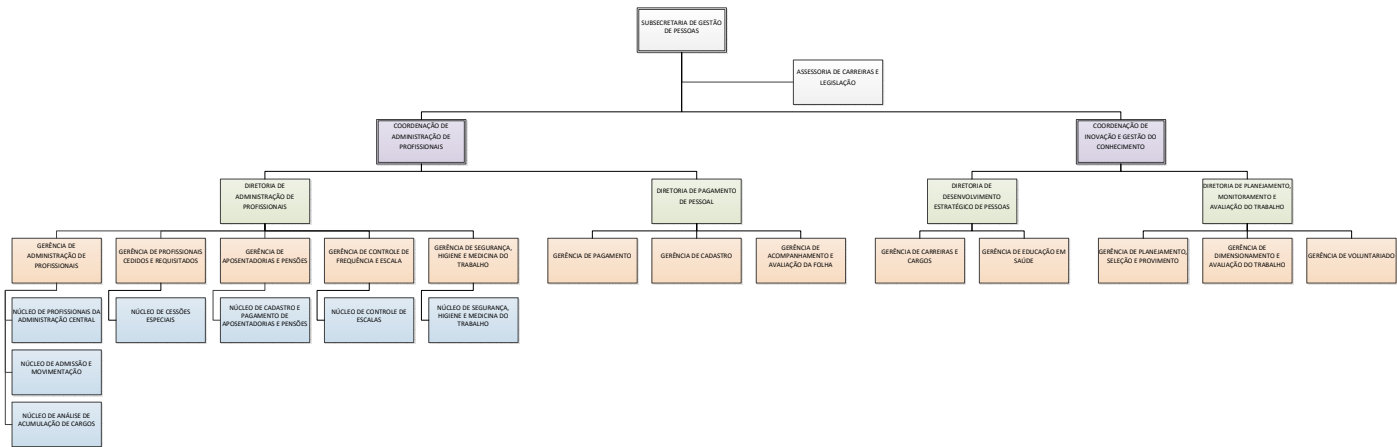 SUBSECRETARIA DE GESTÃO
DE PESSOAS
ASSESSORIA DE CARREIRAS E
LEGISLAÇÃO
COORDENAÇÃO DE
ADMINISTRAÇÃO DE
PROFISSIONAIS
COORDENAÇÃO DE
INOVAÇÃO E GESTÃO DO
CONHECIMENTO
DIRETORIA DE
ADMINISTRAÇÃO DE
PROFISSIONAIS
DIRETORIA DE PAGAMENTO
DE PESSOAL
DIRETORIA DE
DESENVOLVIMENTO
ESTRATÉGICO DE PESSOAS
DIRETORIA DE PLANEJAMENTO,
MONITORAMENTO E
AVALIAÇÃO DO TRABALHO
GERÊNCIA DE
ADMINISTRAÇÃO DE
PROFISSIONAIS
GERÊNCIA DE PROFISSIONAIS
CEDIDOS E REQUISITADOS
GERÊNCIA DE
APOSENTADORIAS E PENSÕES
GERÊNCIA DE CONTROLE DE
FREQUÊNCIA E ESCALA
GERÊNCIA DE SEGURANÇA,
HIGIENE E MEDICINA DO
TRABALHO
GERÊNCIA DE PAGAMENTO
GERÊNCIA DE CADASTRO
GERÊNCIA DE
ACOMPANHAMENTO E
AVALIAÇÃO DA FOLHA
GERÊNCIA DE CARREIRAS E
CARGOS
GERÊNCIA DE EDUCAÇÃO EM
SAÚDE
GERÊNCIA DE PLANEJAMENTO,
SELEÇÃO E PROVIMENTO
GERÊNCIA DE
DIMENSIONAMENTO E
AVALIAÇÃO DO TRABALHO
GERÊNCIA DE VOLUNTARIADO
NÚCLEO DE PROFISSIONAIS DA
ADMINISTRAÇÃO CENTRAL
NÚCLEO DE CESSÕES
ESPECIAIS
NÚCLEO DE CADASTRO E
PAGAMENTO DE
APOSENTADORIAS E PENSÕES
NÚCLEO DE CONTROLE DE
ESCALAS
NÚCLEO DE SEGURANÇA,
HIGIENE E MEDICINA DO
TRABALHO
NÚCLEO DE ADMISSÃO E
MOVIMENTAÇÃO
NÚCLEO DE ANÁLISE DE
ACUMULAÇÃO DE CARGOS